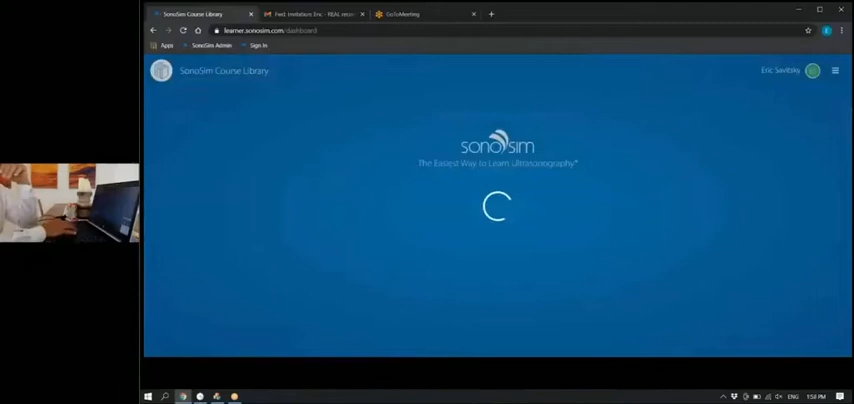 SonoSim Course Library
Fwd: Invitation: Eric - REAL
GoToMeeting
learner.sonosim.com/dashboard
Apps
SonoSim Admin
Sign In
SonoSim Course Library
Eric Savitsky
sonosim
The Easiest Way to Learn Ultrasonography™
ENG
1:58 PM